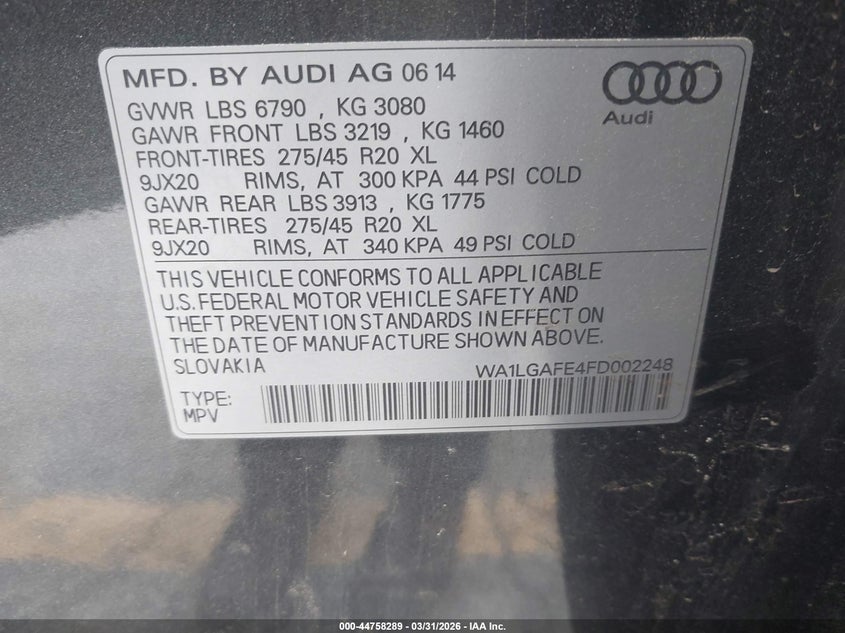 MFD. BY AUDI AG 06 14
Audi
GVWR LBS 6790 , KG 3080
GAWR FRONT LBS 3219 , KG 1460
FRONT-TIRES 275/45 R20 XL
9JX20 RIMS, AT 300 KPA 44 PSI COLD
GAWR REAR LBS 3913 , KG 1775
REAR-TIRES 275/45 R20 XL
9JX20 RIMS, AT 340 KPA 49 PSI COLD
THIS VEHICLE CONFORMS TO ALL APPLICABLE
U.S. FEDERAL MOTOR VEHICLE SAFETY AND
THEFT PREVENTION STANDARDS IN EFFECT ON
THE DATE OF MANUFACTURE SHOWN ABOVE.
SLOVAKIA
WA1LGAFE4FD002248
TYPE:
MPV
000-44758289 — 03/31/2026 — IAA Inc.